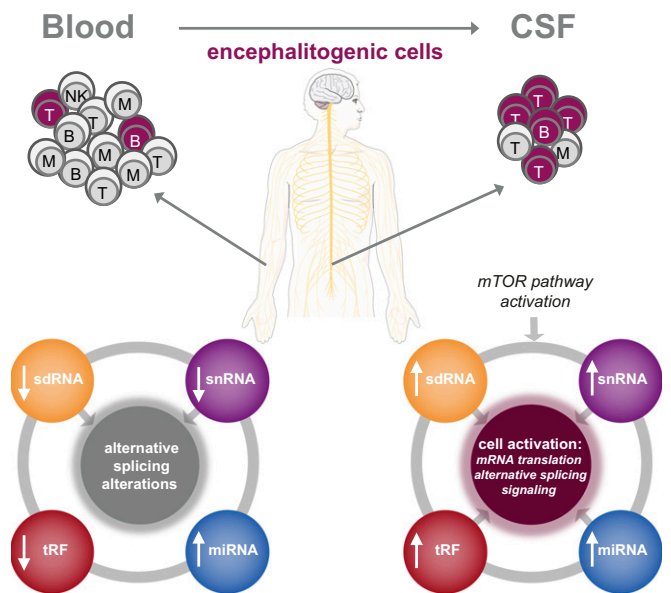 Blood
CSF
encephalitogenic cells
NK
M
T
T
B
B
M
M
T
B
M
T
T
T
T
B
T
M
T
mTOR pathway
activation
sdRNA
snRNA
alternative
splicing
alterations
tRF
miRNA
sdRNA
snRNA
cell activation:
mRNA translation
alternative splicing
signaling
tRF
miRNA